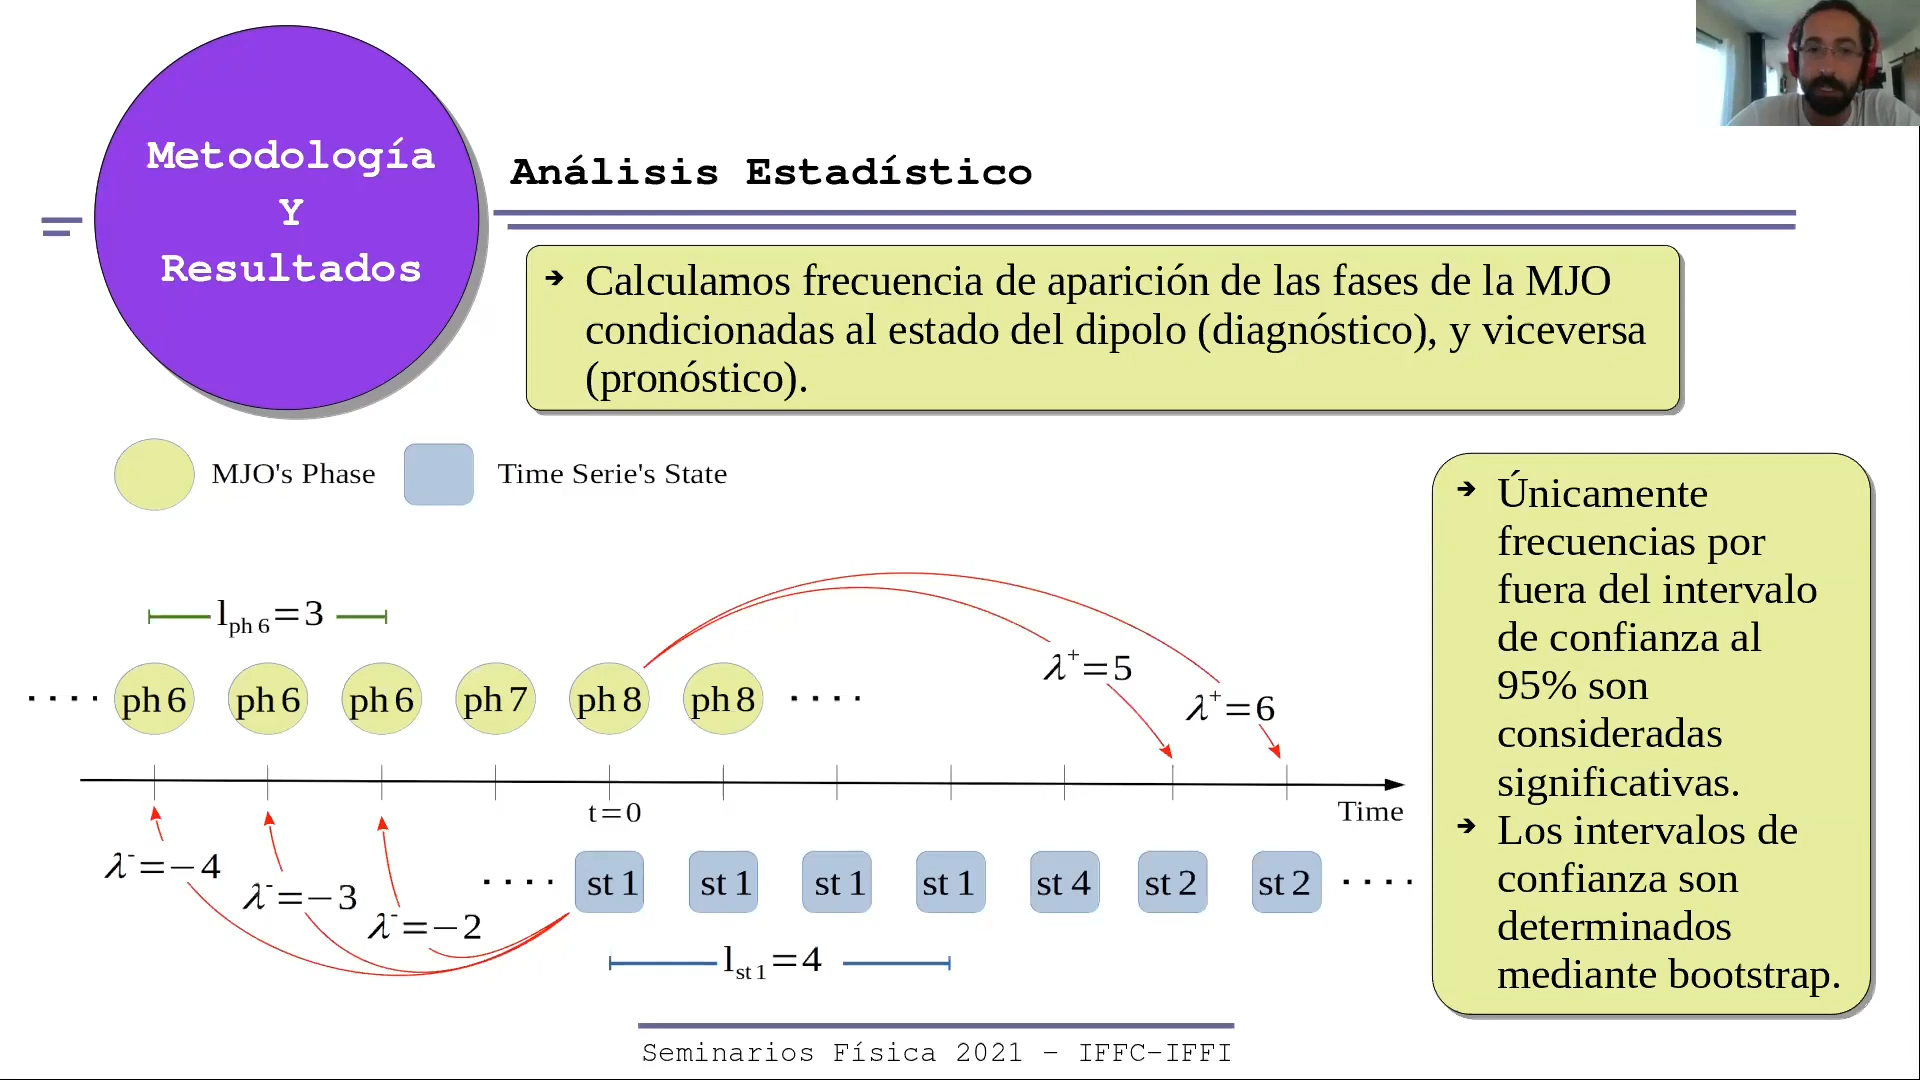 Metodología
Y
Resultados
Análisis Estadístico
➔ Calculamos frecuencia de aparición de las fases de la MJO
condicionadas al estado del dipolo (diagnóstico), y viceversa
(pronóstico).
MJO's Phase
Time Serie's State
l_ph 6=3
.... ph 6 ph 6 ph 6 ph 7 ph 8 ph 8 ....
λ⁺=5
λ⁺=6
t=0
Time
λ⁻=−4
λ⁻=−3
λ⁻=−2
.... st 1 st 1 st 1 st 1 st 4 st 2 st 2 ....
l_st 1=4
➔ Únicamente
frecuencias por
fuera del intervalo
de confianza al
95% son
consideradas
significativas.
➔ Los intervalos de
confianza son
determinados
mediante bootstrap.
Seminarios Física 2021 – IFFC–IFFI